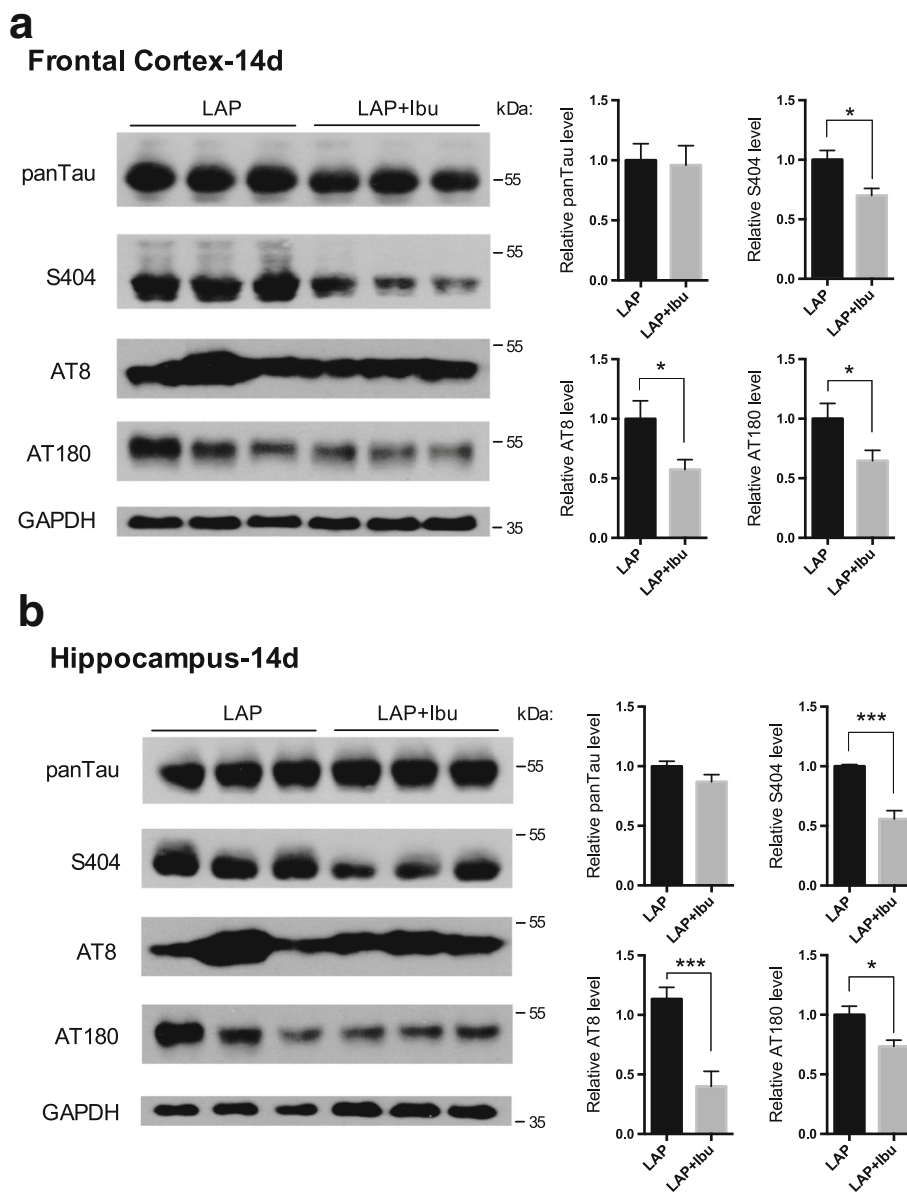 a
Frontal Cortex-14d
LAP LAP+Ibu kDa:
panTau
55
S404
55
AT8
55
AT180
55
GAPDH
35
Relative panTau level
1.5
1.0
0.5
0.0
LAP
LAP+Ibu
Relative S404 level
1.5
1.0
0.5
0.0
*
LAP
LAP+Ibu
Relative AT8 level
1.5
1.0
0.5
0.0
*
LAP
LAP+Ibu
Relative AT180 level
1.5
1.0
0.5
0.0
*
LAP
LAP+Ibu
b
Hippocampus-14d
LAP LAP+Ibu kDa:
panTau
55
S404
55
AT8
55
AT180
55
GAPDH
35
Relative panTau level
1.5
1.0
0.5
0.0
LAP
LAP+Ibu
Relative S404 level
1.5
1.0
0.5
0.0
***
LAP
LAP+Ibu
Relative AT8 level
1.5
1.0
0.5
0.0
***
LAP
LAP+Ibu
Relative AT180 level
1.5
1.0
0.5
0.0
*
LAP
LAP+Ibu